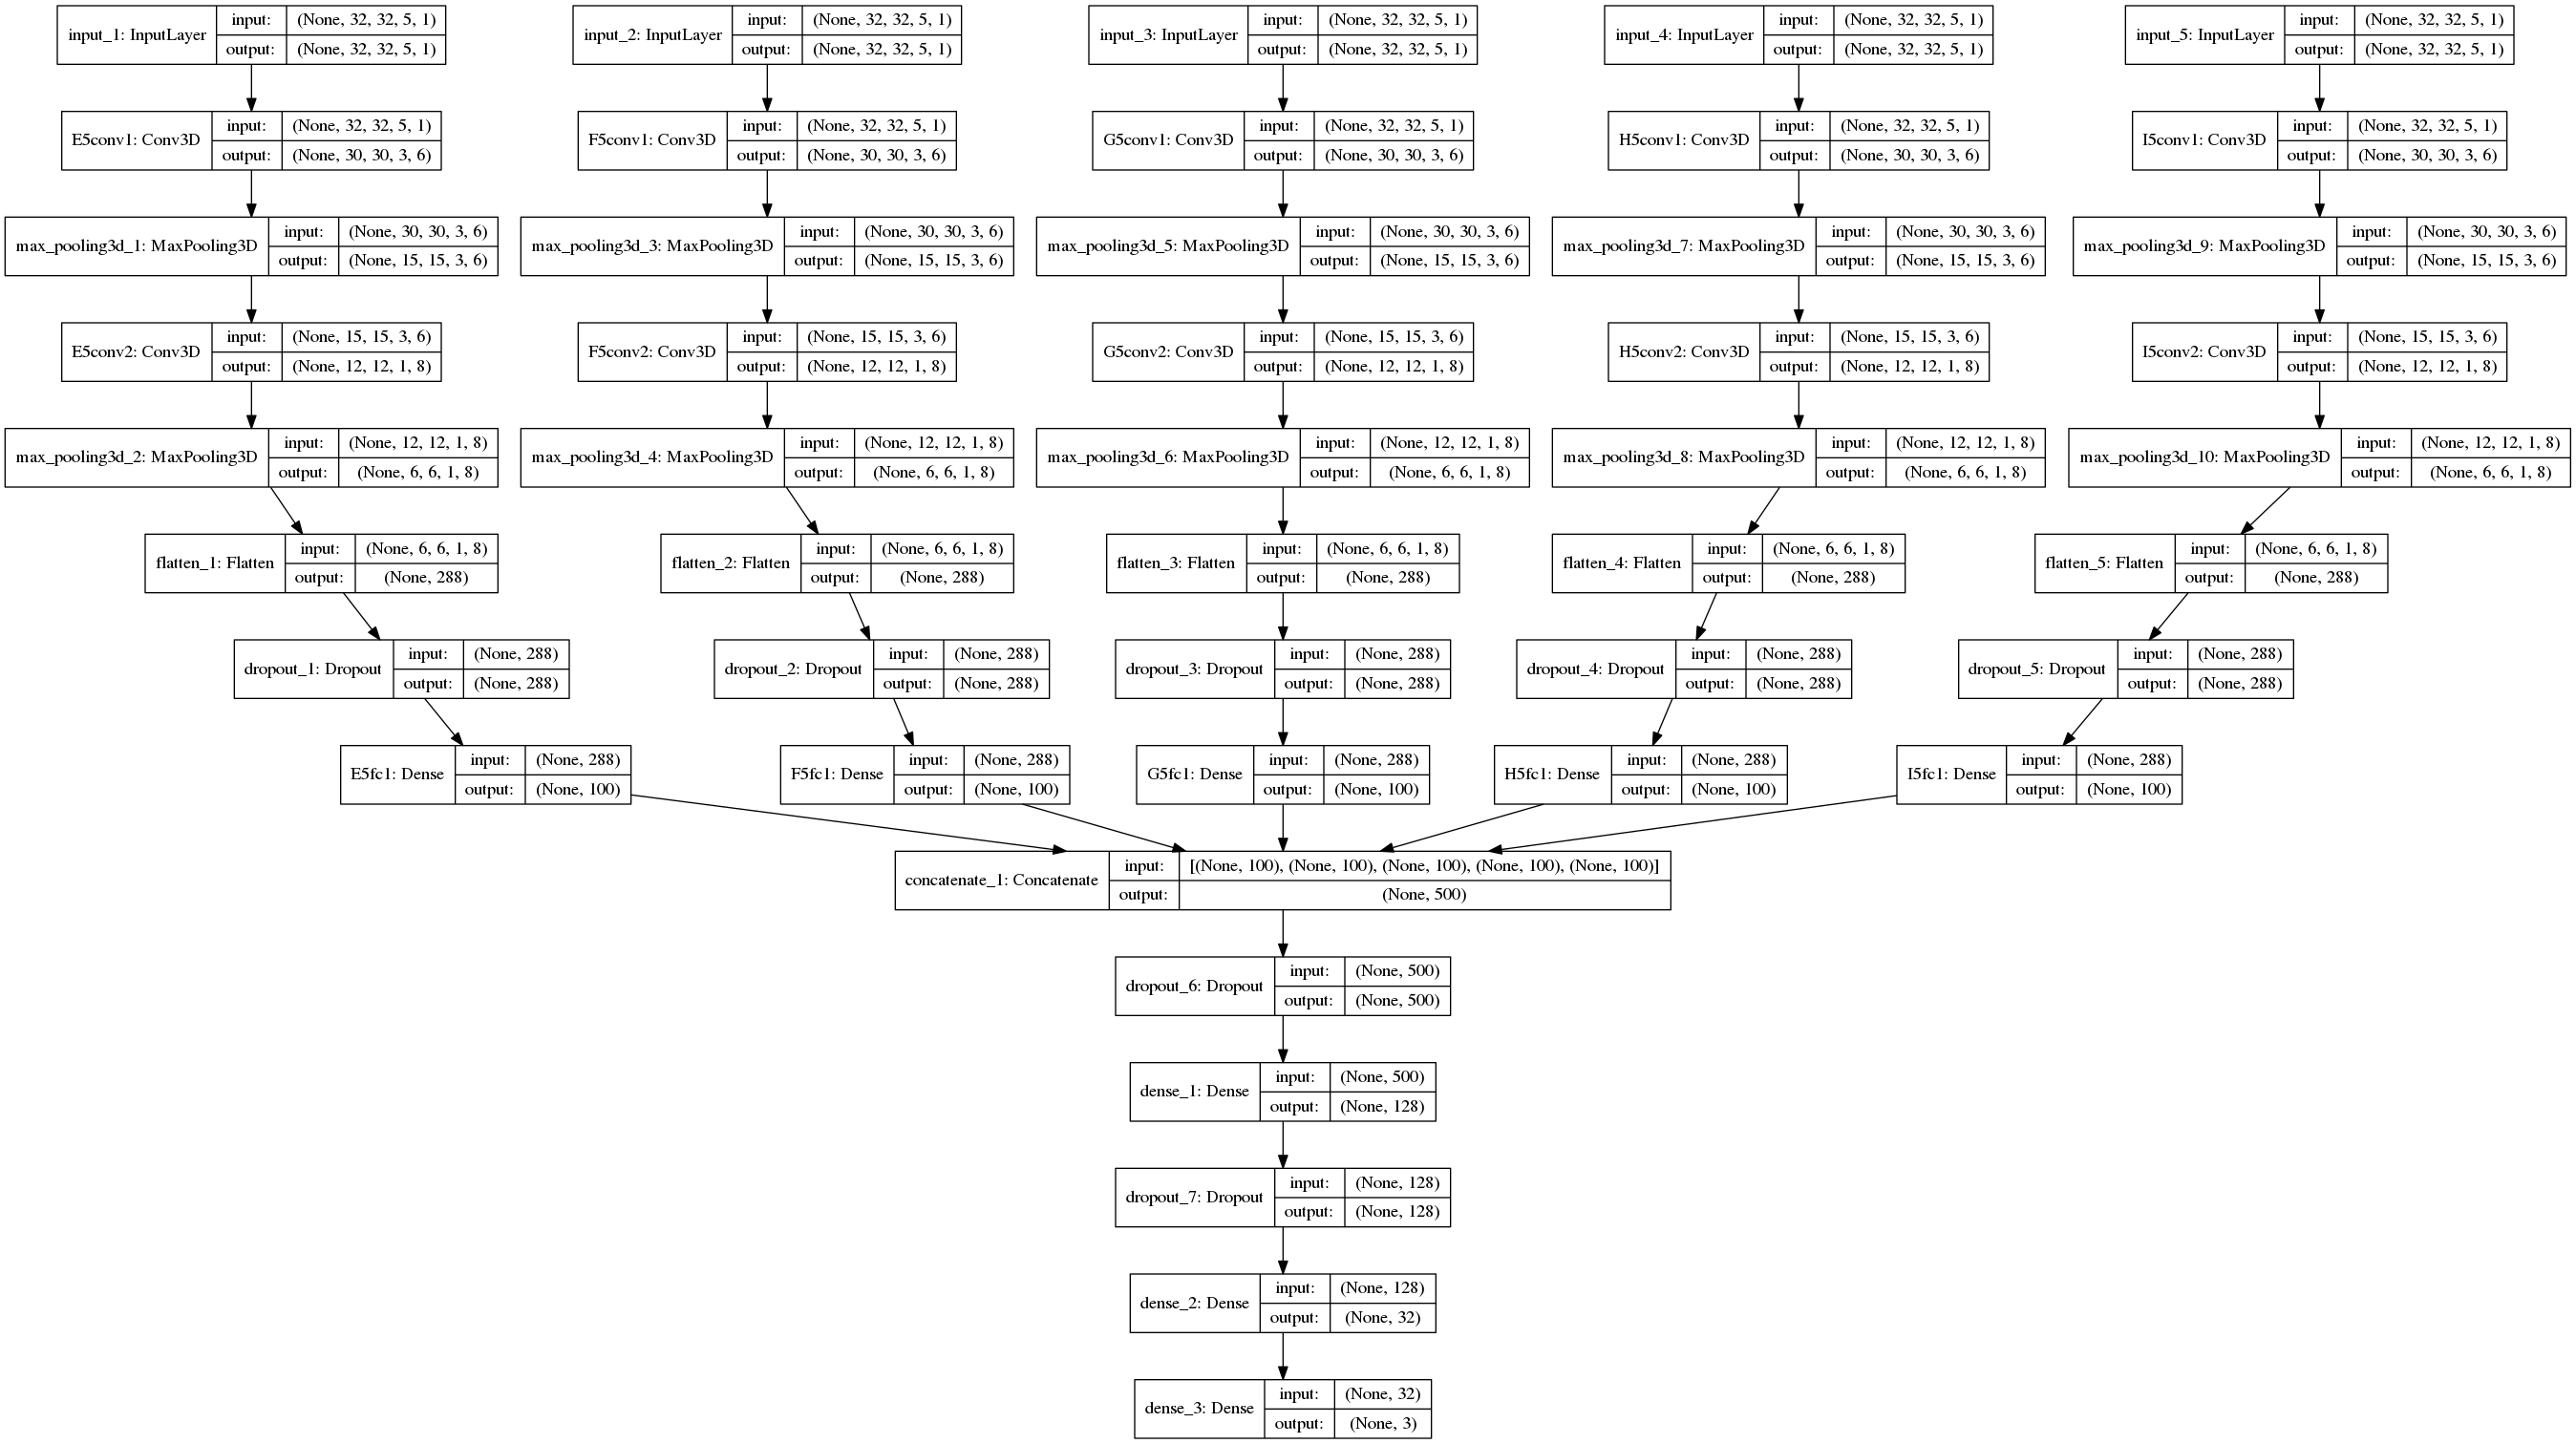 input_1: InputLayer input: (None, 32, 32, 5, 1) output: (None, 32, 32, 5, 1)
input_2: InputLayer input: (None, 32, 32, 5, 1) output: (None, 32, 32, 5, 1)
input_3: InputLayer input: (None, 32, 32, 5, 1) output: (None, 32, 32, 5, 1)
input_4: InputLayer input: (None, 32, 32, 5, 1) output: (None, 32, 32, 5, 1)
input_5: InputLayer input: (None, 32, 32, 5, 1) output: (None, 32, 32, 5, 1)
E5conv1: Conv3D input: (None, 32, 32, 5, 1) output: (None, 30, 30, 3, 6)
F5conv1: Conv3D input: (None, 32, 32, 5, 1) output: (None, 30, 30, 3, 6)
G5conv1: Conv3D input: (None, 32, 32, 5, 1) output: (None, 30, 30, 3, 6)
H5conv1: Conv3D input: (None, 32, 32, 5, 1) output: (None, 30, 30, 3, 6)
I5conv1: Conv3D input: (None, 32, 32, 5, 1) output: (None, 30, 30, 3, 6)
max_pooling3d_1: MaxPooling3D input: (None, 30, 30, 3, 6) output: (None, 15, 15, 3, 6)
max_pooling3d_3: MaxPooling3D input: (None, 30, 30, 3, 6) output: (None, 15, 15, 3, 6)
max_pooling3d_5: MaxPooling3D input: (None, 30, 30, 3, 6) output: (None, 15, 15, 3, 6)
max_pooling3d_7: MaxPooling3D input: (None, 30, 30, 3, 6) output: (None, 15, 15, 3, 6)
max_pooling3d_9: MaxPooling3D input: (None, 30, 30, 3, 6) output: (None, 15, 15, 3, 6)
E5conv2: Conv3D input: (None, 15, 15, 3, 6) output: (None, 12, 12, 1, 8)
F5conv2: Conv3D input: (None, 15, 15, 3, 6) output: (None, 12, 12, 1, 8)
G5conv2: Conv3D input: (None, 15, 15, 3, 6) output: (None, 12, 12, 1, 8)
H5conv2: Conv3D input: (None, 15, 15, 3, 6) output: (None, 12, 12, 1, 8)
I5conv2: Conv3D input: (None, 15, 15, 3, 6) output: (None, 12, 12, 1, 8)
max_pooling3d_2: MaxPooling3D input: (None, 12, 12, 1, 8) output: (None, 6, 6, 1, 8)
max_pooling3d_4: MaxPooling3D input: (None, 12, 12, 1, 8) output: (None, 6, 6, 1, 8)
max_pooling3d_6: MaxPooling3D input: (None, 12, 12, 1, 8) output: (None, 6, 6, 1, 8)
max_pooling3d_8: MaxPooling3D input: (None, 12, 12, 1, 8) output: (None, 6, 6, 1, 8)
max_pooling3d_10: MaxPooling3D input: (None, 12, 12, 1, 8) output: (None, 6, 6, 1, 8)
flatten_1: Flatten input: (None, 6, 6, 1, 8) output: (None, 288)
flatten_2: Flatten input: (None, 6, 6, 1, 8) output: (None, 288)
flatten_3: Flatten input: (None, 6, 6, 1, 8) output: (None, 288)
flatten_4: Flatten input: (None, 6, 6, 1, 8) output: (None, 288)
flatten_5: Flatten input: (None, 6, 6, 1, 8) output: (None, 288)
dropout_1: Dropout input: (None, 288) output: (None, 288)
dropout_2: Dropout input: (None, 288) output: (None, 288)
dropout_3: Dropout input: (None, 288) output: (None, 288)
dropout_4: Dropout input: (None, 288) output: (None, 288)
dropout_5: Dropout input: (None, 288) output: (None, 288)
E5fc1: Dense input: (None, 288) output: (None, 100)
F5fc1: Dense input: (None, 288) output: (None, 100)
G5fc1: Dense input: (None, 288) output: (None, 100)
H5fc1: Dense input: (None, 288) output: (None, 100)
I5fc1: Dense input: (None, 288) output: (None, 100)
concatenate_1: Concatenate input: [(None, 100), (None, 100), (None, 100), (None, 100), (None, 100)] output: (None, 500)
dropout_6: Dropout input: (None, 500) output: (None, 500)
dense_1: Dense input: (None, 500) output: (None, 128)
dropout_7: Dropout input: (None, 128) output: (None, 128)
dense_2: Dense input: (None, 128) output: (None, 32)
dense_3: Dense input: (None, 32) output: (None, 3)